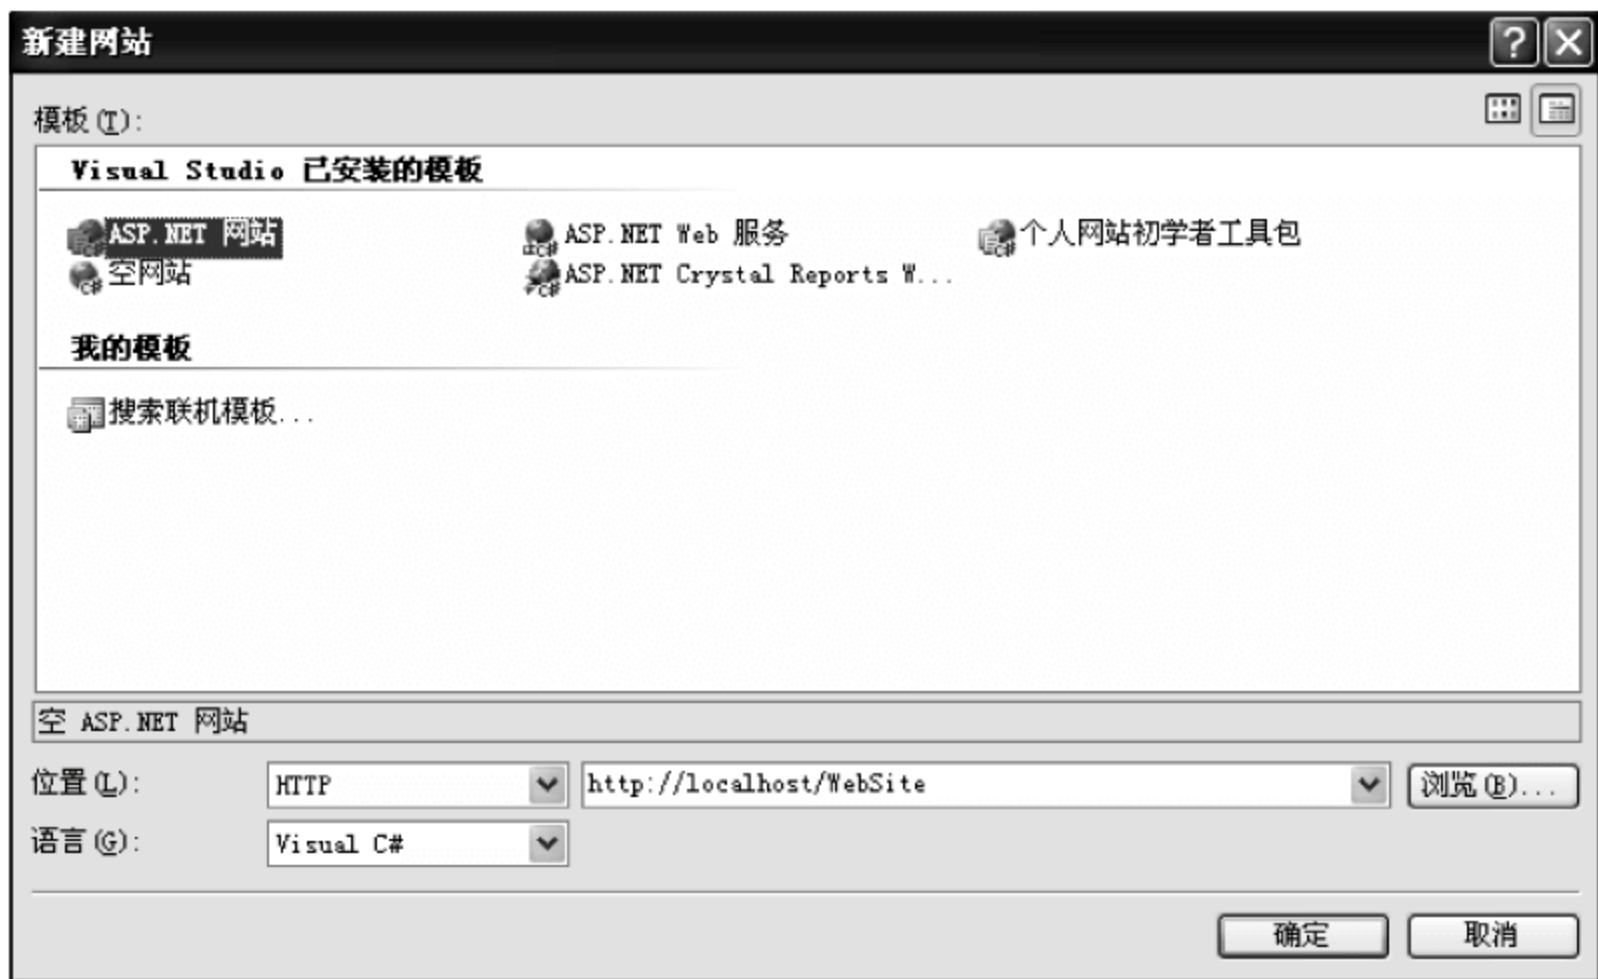 新建网站
模板(T):
Visual Studio 已安装的模板
ASP.NET 网站 ASP.NET Web 服务 个人网站初学者工具包
空网站 ASP.NET Crystal Reports W...
我的模板
搜索联机模板...
空 ASP.NET 网站
位置(L): HTTP http://localhost/WebSite 浏览(B)...
语言(G): Visual C#
确定 取消